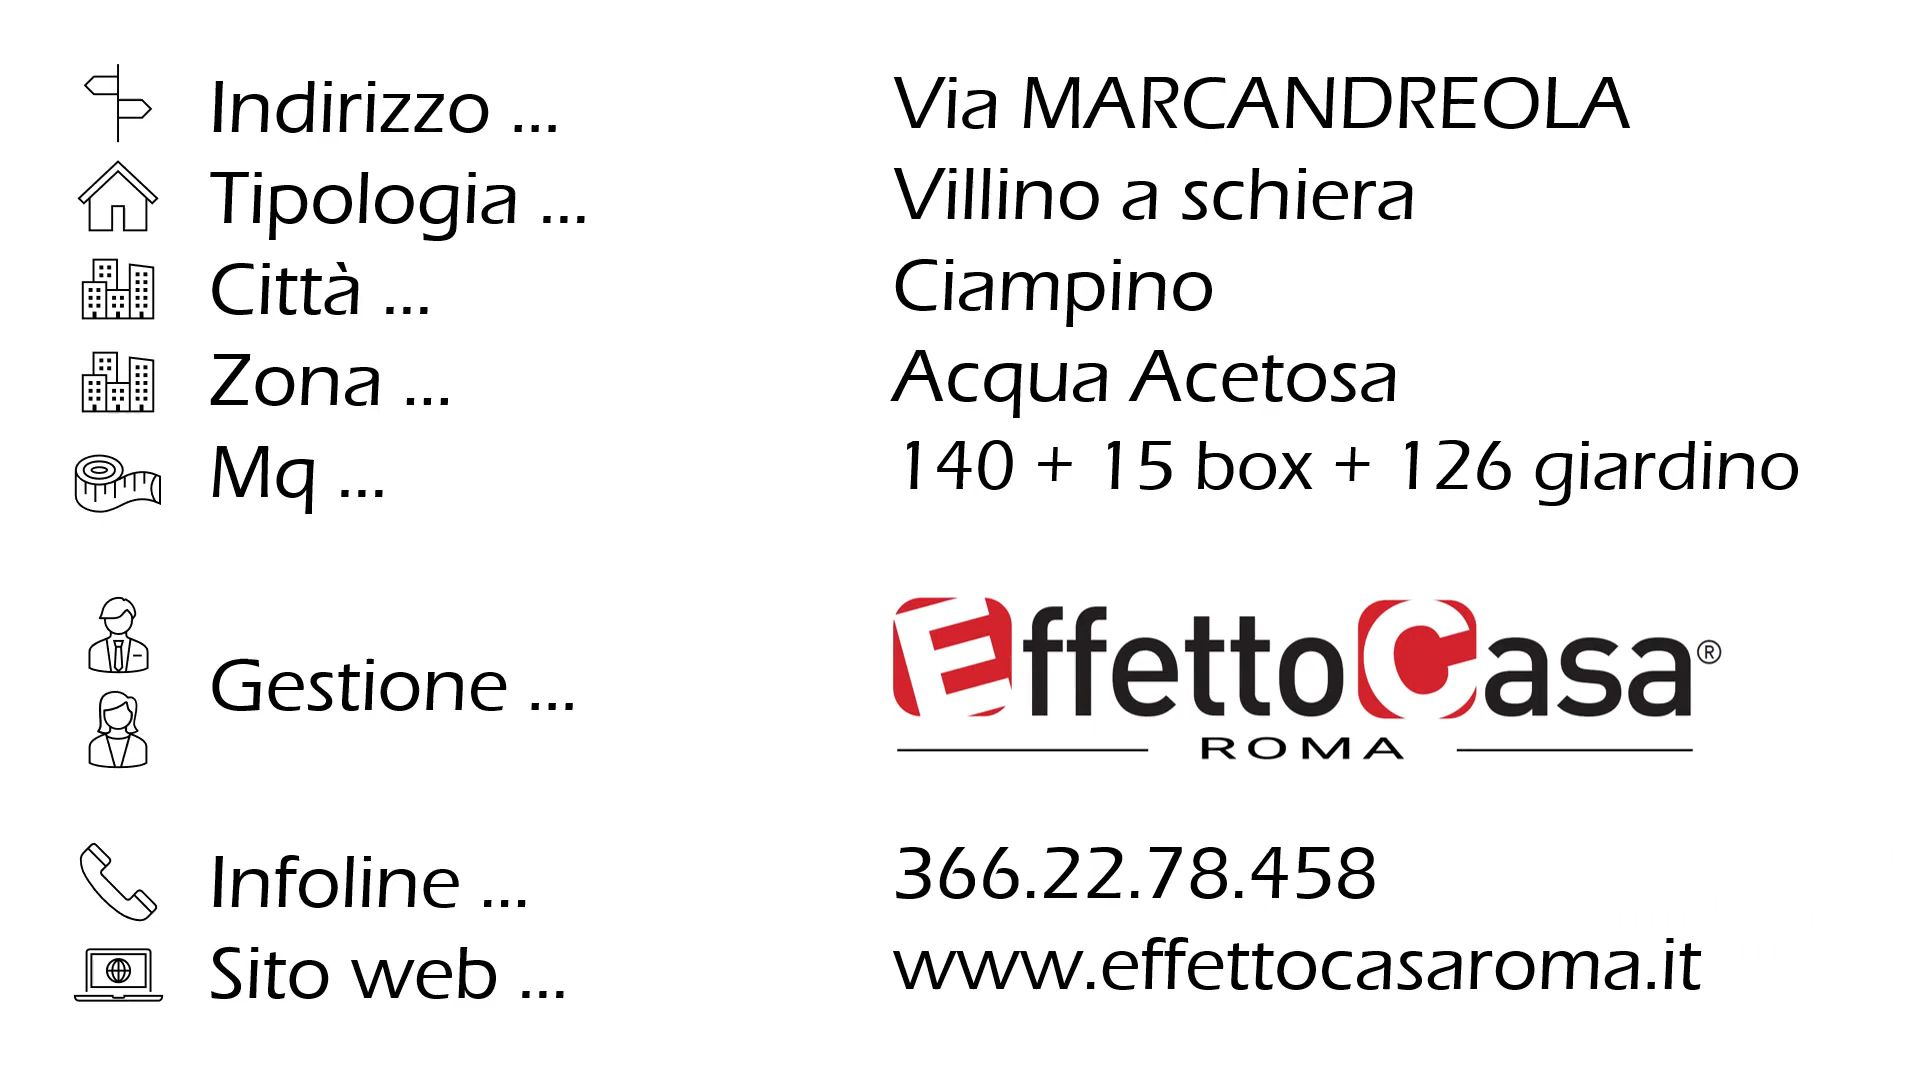 Indirizzo ... Via MARCANDREOLA
Tipologia ... Villino a schiera
Città ... Ciampino
Zona ... Acqua Acetosa
Mq ... 140 + 15 box + 126 giardino
Gestione ... EffettoCasa®
ROMA
Infoline ... 366.22.78.458
Sito web ... www.effettocasaroma.it